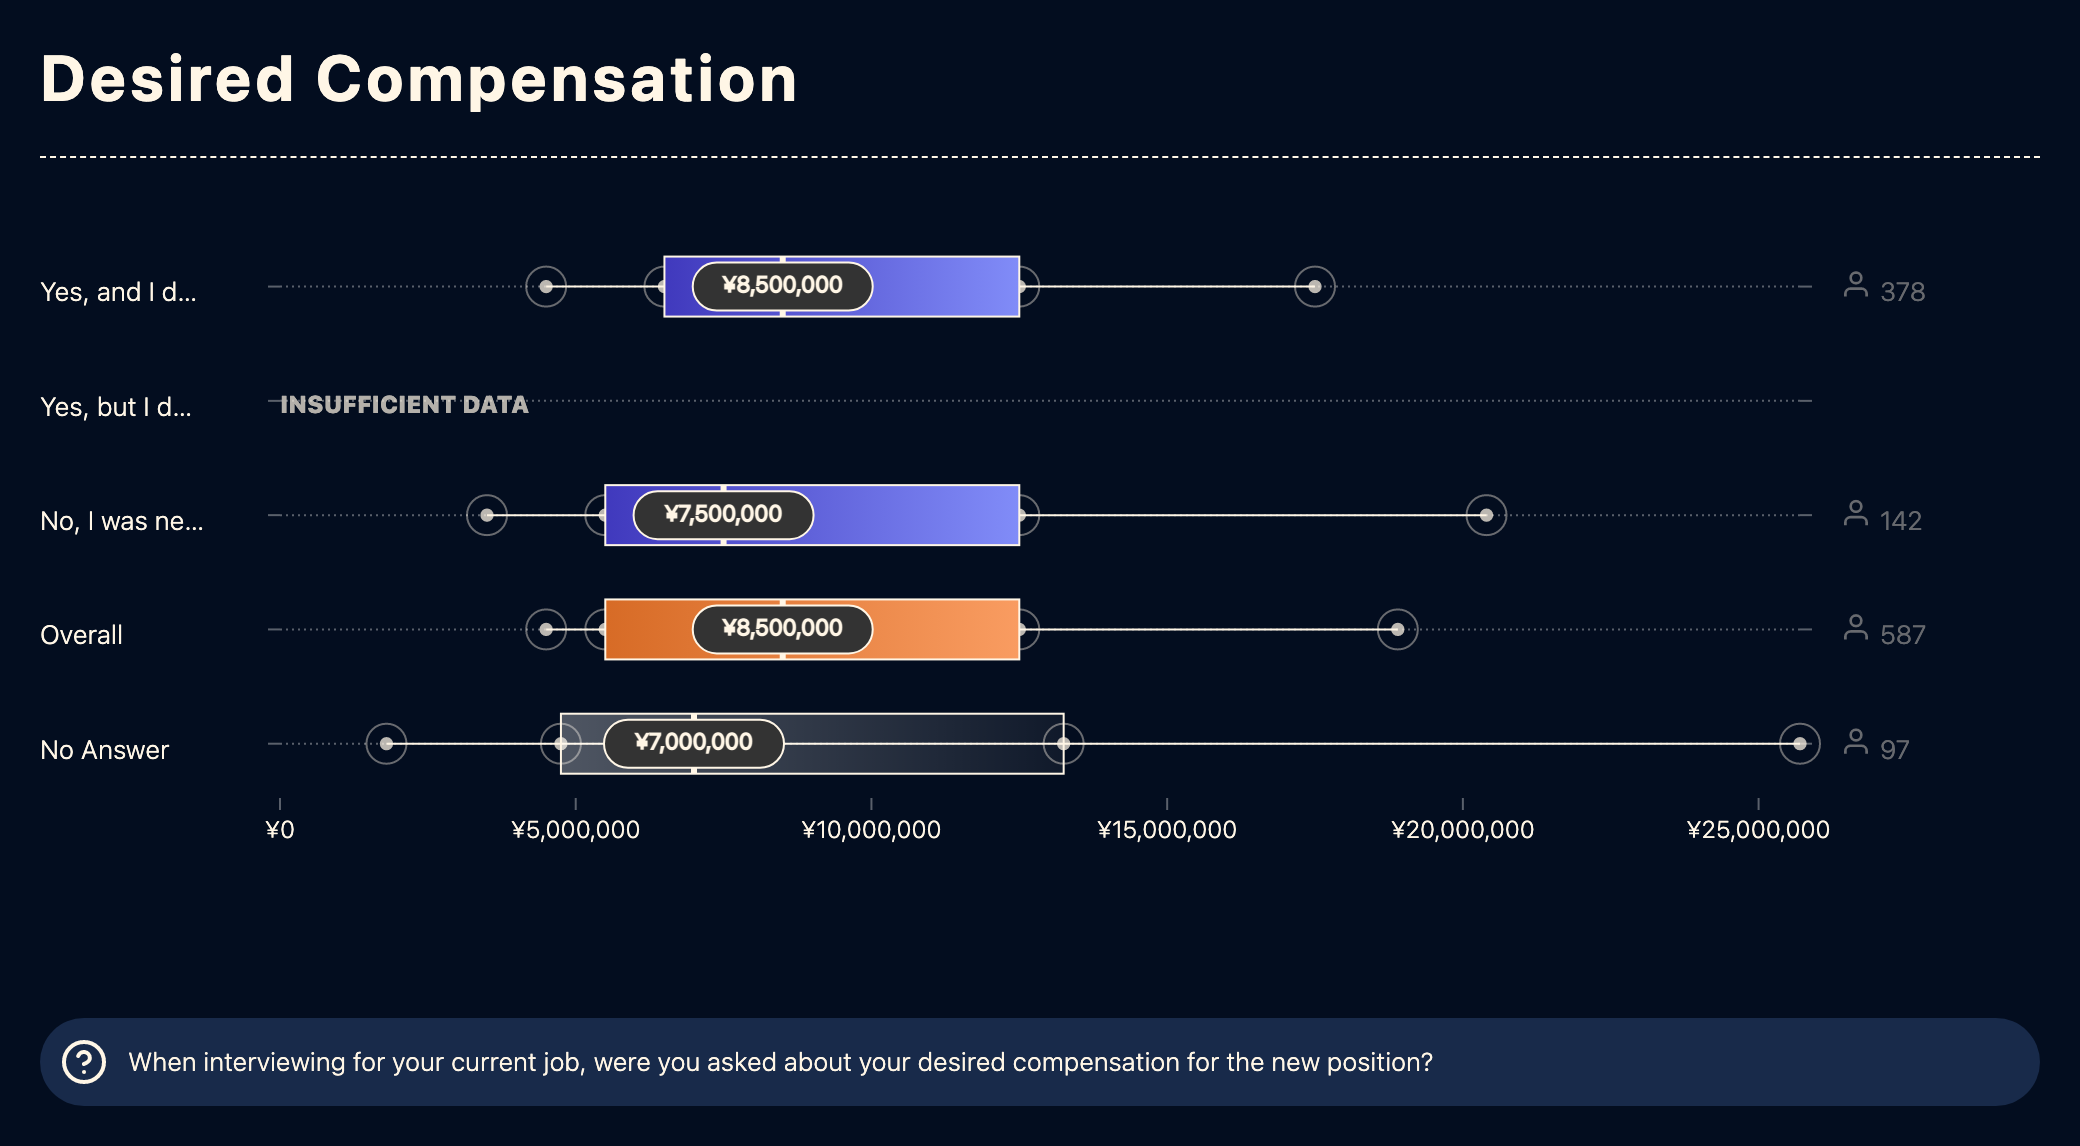 Desired Compensation
Yes, and I d...
¥8,500,000
378
Yes, but I d...
INSUFFICIENT DATA
No, I was ne...
¥7,500,000
142
Overall
¥8,500,000
587
No Answer
¥7,000,000
97
¥0 ¥5,000,000 ¥10,000,000 ¥15,000,000 ¥20,000,000 ¥25,000,000
When interviewing for your current job, were you asked about your desired compensation for the new position?